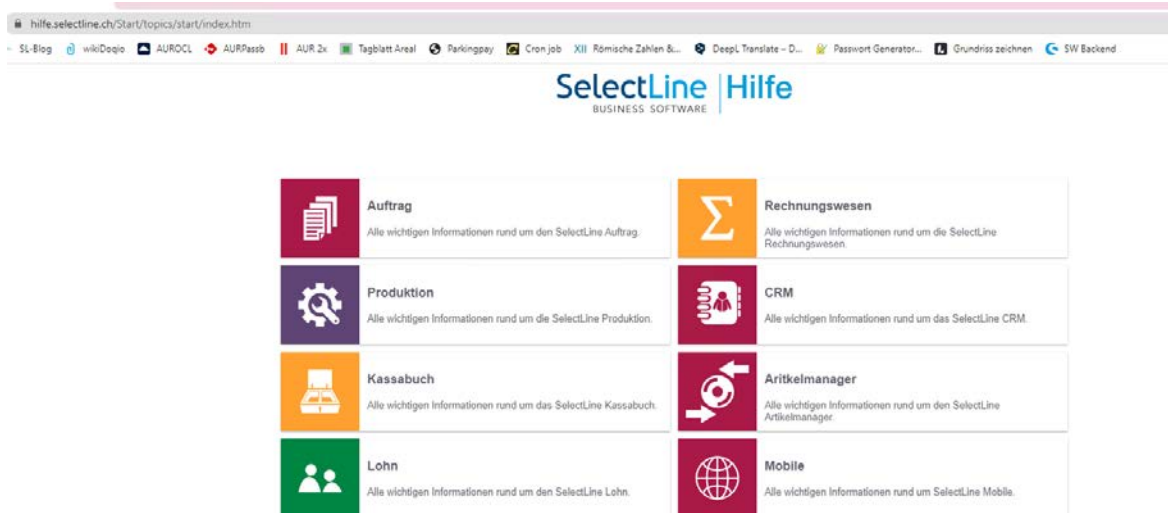 hilfe.selectline.ch/Start/topics/start/index.htm
SL-Blog wikiDoqio AUROCL AURPassb AUR 2x Tagblatt Areal Parkingpay Cron job XII Römische Zahlen &... DeepL Translate – D... Passwort Generator... Grundriss zeichnen SW Backend
SelectLine | Hilfe
BUSINESS SOFTWARE
Auftrag
Alle wichtigen Informationen rund um den SelectLine Auftrag.
Rechnungswesen
Alle wichtigen Informationen rund um die SelectLine
Rechnungswesen.
Produktion
Alle wichtigen Informationen rund um die SelectLine Produktion.
CRM
Alle wichtigen Informationen rund um das SelectLine CRM.
Kassabuch
Alle wichtigen Informationen rund um das SelectLine Kassabuch.
Aritkelmanager
Alle wichtigen Informationen rund um den SelectLine
Artikelmanager.
Lohn
Alle wichtigen Informationen rund um den SelectLine Lohn.
Mobile
Alle wichtigen Informationen rund um SelectLine Mobile.